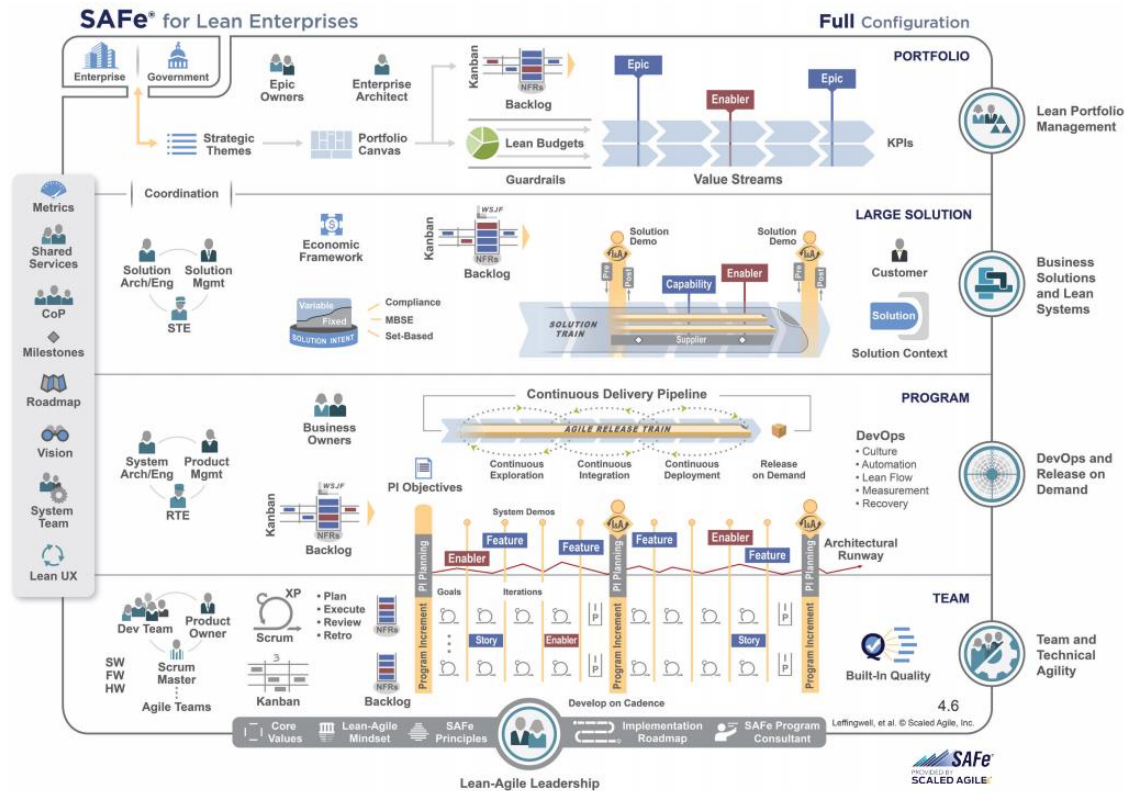 SAFe® for Lean Enterprises
Full Configuration
PORTFOLIO
Enterprise
Government
Epic
Owners
Enterprise
Architect
Kanban
NFRs
Backlog
Epic
Enabler
Epic
Strategic
Themes
Portfolio
Canvas
Lean Budgets
Guardrails
Value Streams
KPIs
Lean Portfolio
Management
Coordination
LARGE SOLUTION
Metrics
Shared
Services
CoP
Milestones
Roadmap
Vision
System
Team
Lean UX
Solution
Arch/Eng
Solution
Mgmt
STE
Economic
Framework
Variable
Fixed
SOLUTION INTENT
Compliance
MBSE
Set-Based
Kanban
WSJF
NFRs
Backlog
Solution
Demo
I&A
Pre
Post
Capability
Enabler
Solution
Demo
I&A
Pre
Post
SOLUTION
TRAIN
Supplier
Customer
Solution
Solution Context
Business
Solutions
and Lean
Systems
PROGRAM
System
Arch/Eng
Product
Mgmt
RTE
Business
Owners
Kanban
WSJF
NFRs
Backlog
Continuous Delivery Pipeline
AGILE RELEASE TRAIN
Continuous
Exploration
Continuous
Integration
Continuous
Deployment
Release
on Demand
DevOps
• Culture
• Automation
• Lean Flow
• Measurement
• Recovery
DevOps and
Release on
Demand
PI Objectives
System Demos
PI Planning
Enabler
Feature
Feature
I&A
PI Planning
Feature
Enabler
Feature
I&A
PI Planning
Architectural
Runway
TEAM
Dev Team
Product
Owner
Scrum
Master
Agile Teams
SW
FW
HW
XP
Scrum
• Plan
• Execute
• Review
• Retro
3
Kanban
NFRs
NFRs
Backlog
Program Increment
Goals
Iterations
Story
Enabler
I P
I P
Program Increment
Story
I P
I P
Program Increment
Develop on Cadence
Built-In Quality
Team and
Technical
Agility
4.6
Leffingwell, et al. © Scaled Agile, Inc.
Core
Values
Lean-Agile
Mindset
SAFe
Principles
Implementation
Roadmap
SAFe Program
Consultant
Lean-Agile Leadership
SAFe®
PROVIDED BY
SCALED AGILE